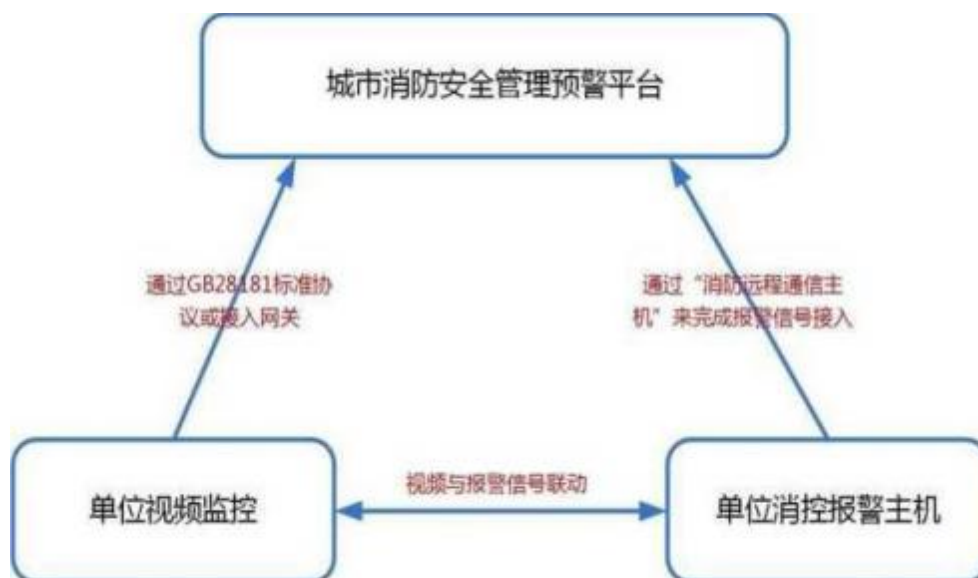 城市消防安全管理预警平台
通过GB28181标准协
议或接入网关
通过“消防远程通信主
机”来完成报警信号接入
视频与报警信号联动
单位视频监控
单位消控报警主机